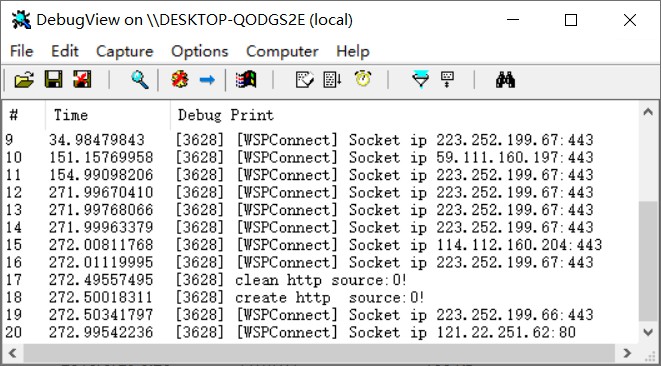 DebugView on \\DESKTOP-QODGS2E (local)
File Edit Capture Options Computer Help
# Time Debug Print
9 34.98479843 [3628] [WSPConnect] Socket ip 223.252.199.67:443
10 151.15769958 [3628] [WSPConnect] Socket ip 59.111.160.197:443
11 154.99098206 [3628] [WSPConnect] Socket ip 223.252.199.67:443
12 271.99670410 [3628] [WSPConnect] Socket ip 223.252.199.67:443
13 271.99768066 [3628] [WSPConnect] Socket ip 223.252.199.67:443
14 271.99963379 [3628] [WSPConnect] Socket ip 223.252.199.67:443
15 272.00811768 [3628] [WSPConnect] Socket ip 114.112.160.204:443
16 272.01119995 [3628] [WSPConnect] Socket ip 223.252.199.67:443
17 272.49557495 [3628] clean http source:0!
18 272.50018311 [3628] create http  source:0!
19 272.50341797 [3628] [WSPConnect] Socket ip 223.252.199.66:443
20 272.99542236 [3628] [WSPConnect] Socket ip 121.22.251.62:80